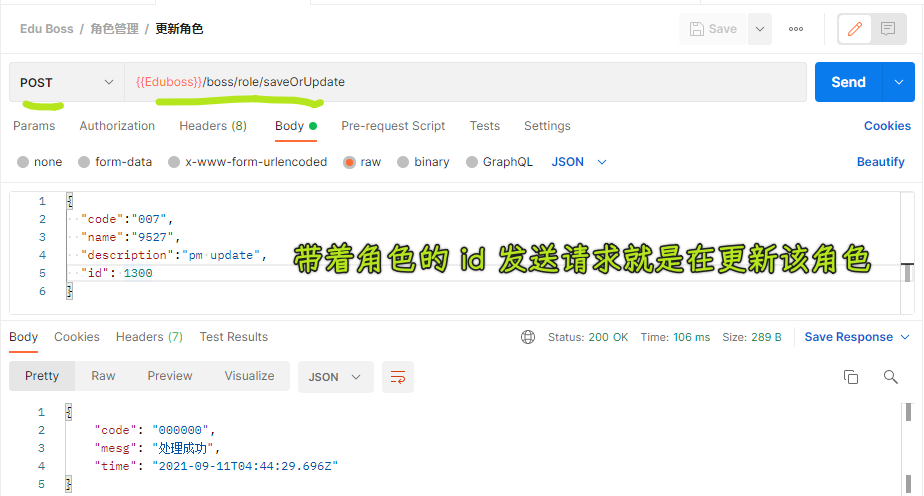 Edu Boss / 角色管理 / 更新角色
Save
POST
{{Eduboss}}/boss/role/saveOrUpdate
Send
Params Authorization Headers (8) Body Pre-request Script Tests Settings Cookies
none form-data x-www-form-urlencoded raw binary GraphQL JSON Beautify
1 {
2 "code":"007",
3 "name":"9527",
4 "description":"pm update",
5 "id": 1300
6 }
带着角色的 id 发送请求就是在更新该角色
Body Cookies Headers (7) Test Results Status: 200 OK Time: 106 ms Size: 289 B Save Response
Pretty Raw Preview Visualize JSON
1 {
2 "code": "000000",
3 "mesg": "处理成功",
4 "time": "2021-09-11T04:44:29.696Z"
5 }